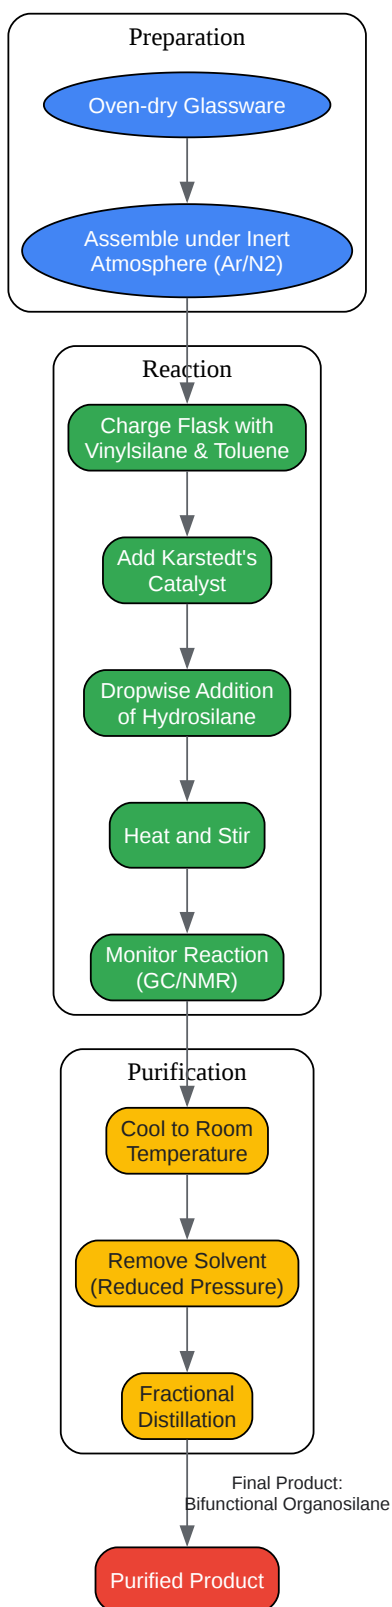 Preparation
Oven-dry Glassware
Assemble under Inert
Atmosphere (Ar/N2)
Reaction
Charge Flask with
Vinylsilane & Toluene
Add Karstedt's
Catalyst
Dropwise Addition
of Hydrosilane
Heat and Stir
Monitor Reaction
(GC/NMR)
Purification
Cool to Room
Temperature
Remove Solvent
(Reduced Pressure)
Fractional
Distillation
Final Product:
Bifunctional Organosilane
Purified Product